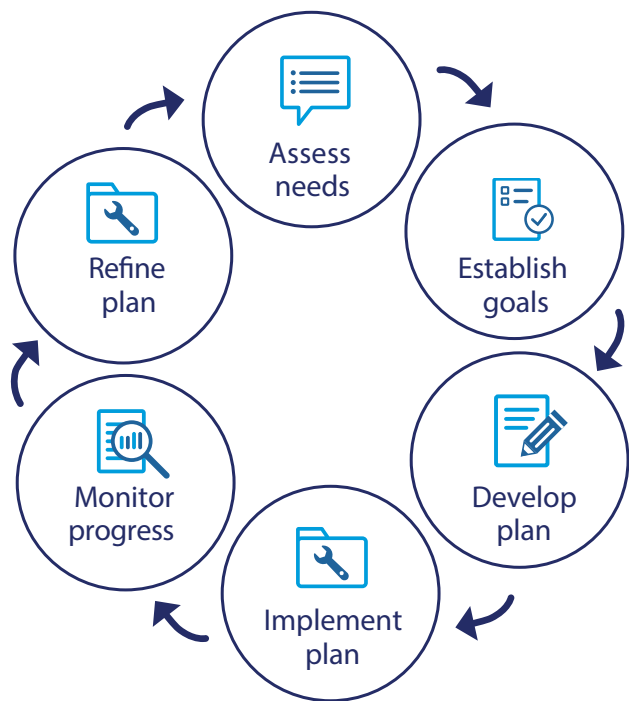 Assess
needs
Establish
goals
Develop
plan
Implement
plan
Monitor
progress
Refine
plan